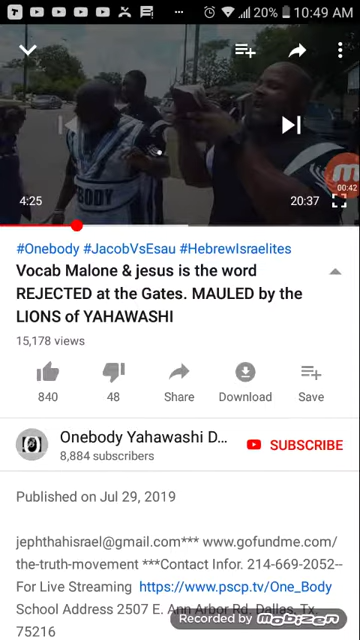 20% 10:49 AM
BODY
00:42
4:25
20:37
#Onebody #JacobVsEsau #HebrewIsraelites
Vocab Malone & jesus is the word
REJECTED at the Gates. MAULED by the
LIONS of YAHAWASHI
15,178 views
840
48
Share
Download
Save
Onebody Yahawashi D...
8,884 subscribers
SUBSCRIBE
Published on Jul 29, 2019
jephthahisrael@gmail.com*** www.gofundme.com/
the-truth-movement ***Contact Infor. 214-669-2052--
For Live Streaming https://www.pscp.tv/One_Body
School Address 2507 E. Ann Arbor Rd, Dallas, Tx,
75216
Recorded by mobizen